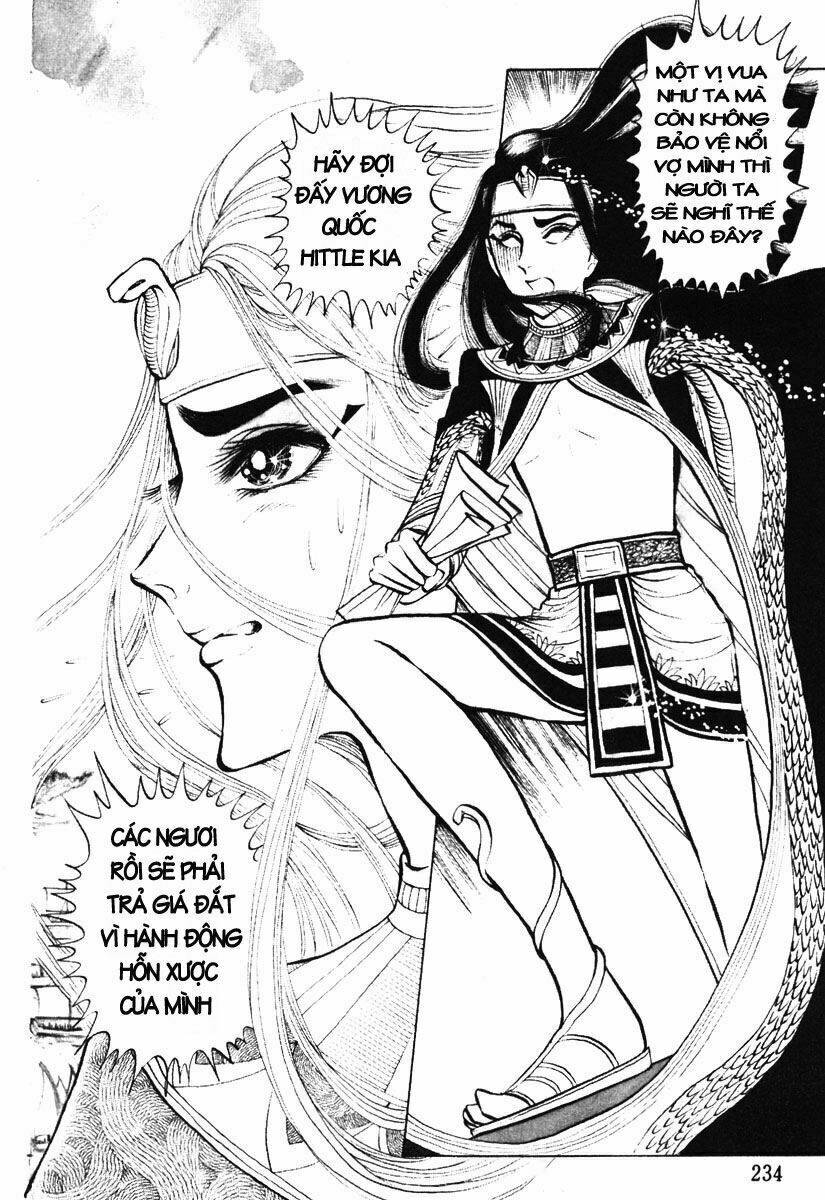 MỘT VỊ VUA
NHƯ TA MÀ
CÒN KHÔNG
BẢO VỆ NỔI
VỢ MÌNH THÌ
NGƯỜI TA
SẼ NGHĨ THẾ
NÀO ĐÂY?
HÃY ĐỢI
ĐẤY VƯƠNG
QUỐC
HITTLE KIA
CÁC NGƯƠI
RỒI SẼ PHẢI
TRẢ GIÁ ĐẮT
VÌ HÀNH ĐỘNG
HỖN XƯỢC
CỦA MÌNH
234